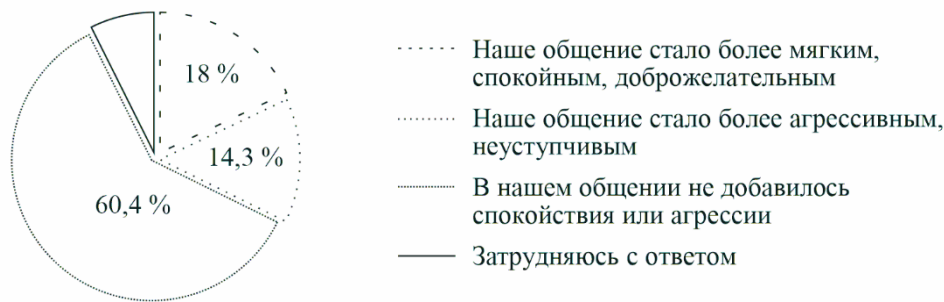 18 %
14,3 %
60,4 %
Наше общение стало более мягким,
спокойным, доброжелательным
Наше общение стало более агрессивным,
неуступчивым
В нашем общении не добавилось
спокойствия или агрессии
Затрудняюсь с ответом